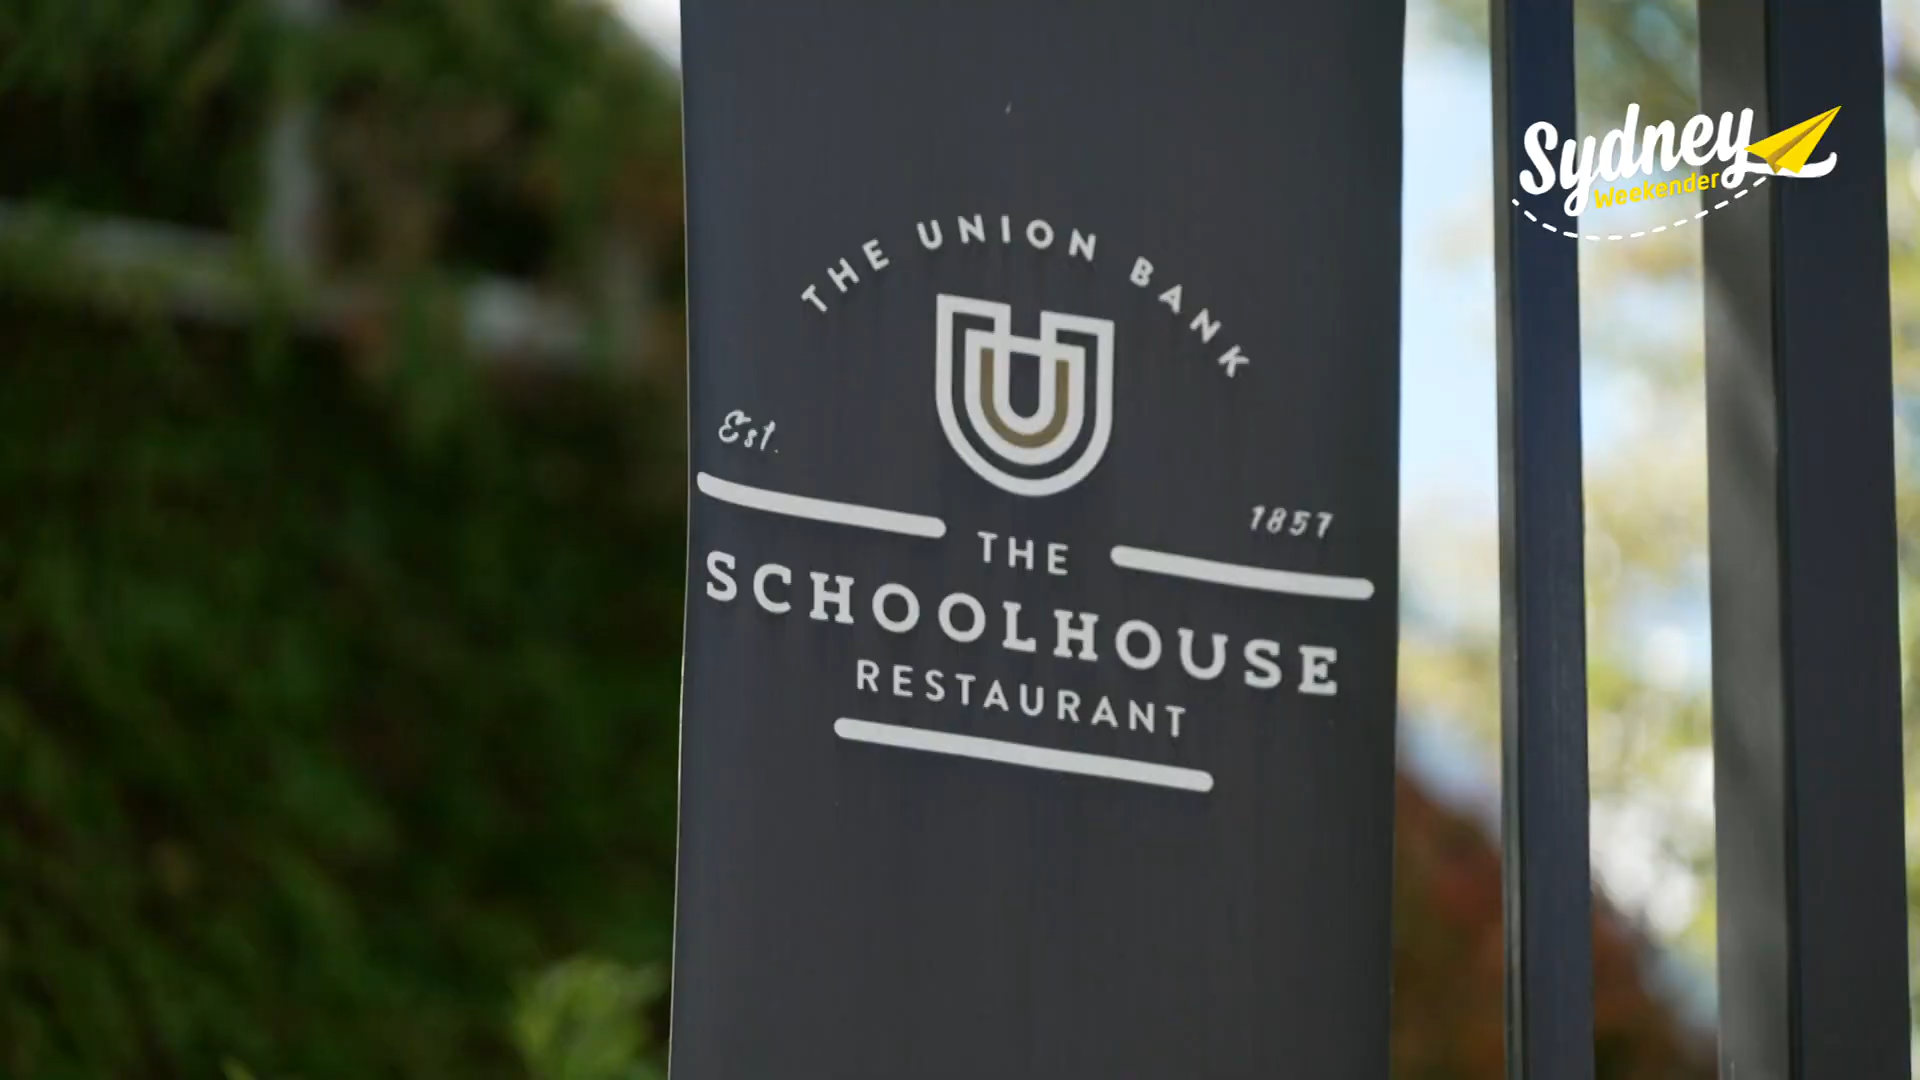 THE UNION BANK
Est. 1857
THE
SCHOOLHOUSE
RESTAURANT
Sydney
Weekender